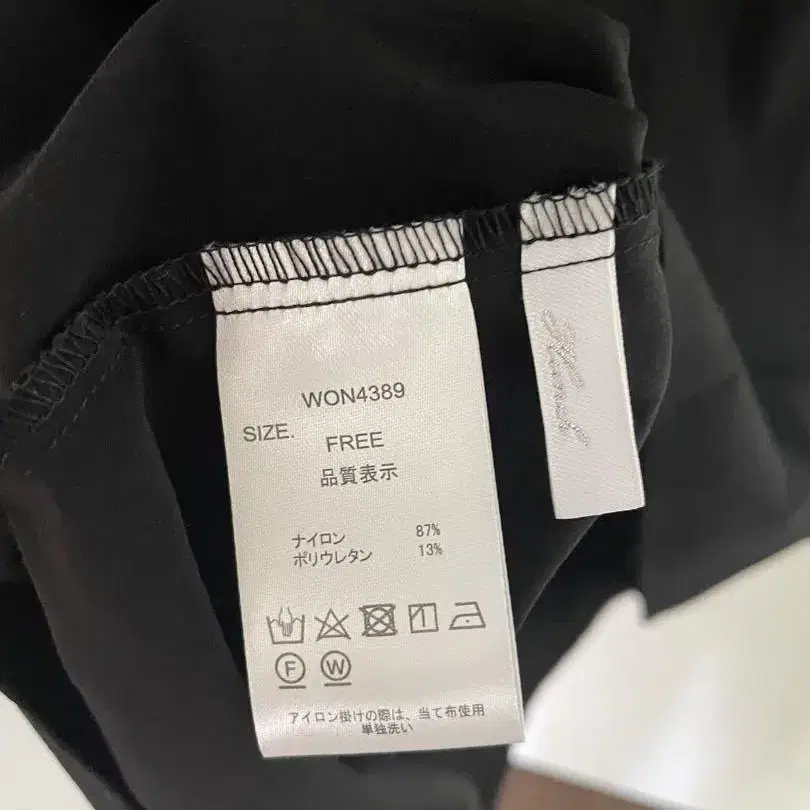 WON4389
SIZE. FREE
品質表示
ナイロン 87%
ポリウレタン 13%
F W
アイロン掛けの際は、当て布使用
単独洗い